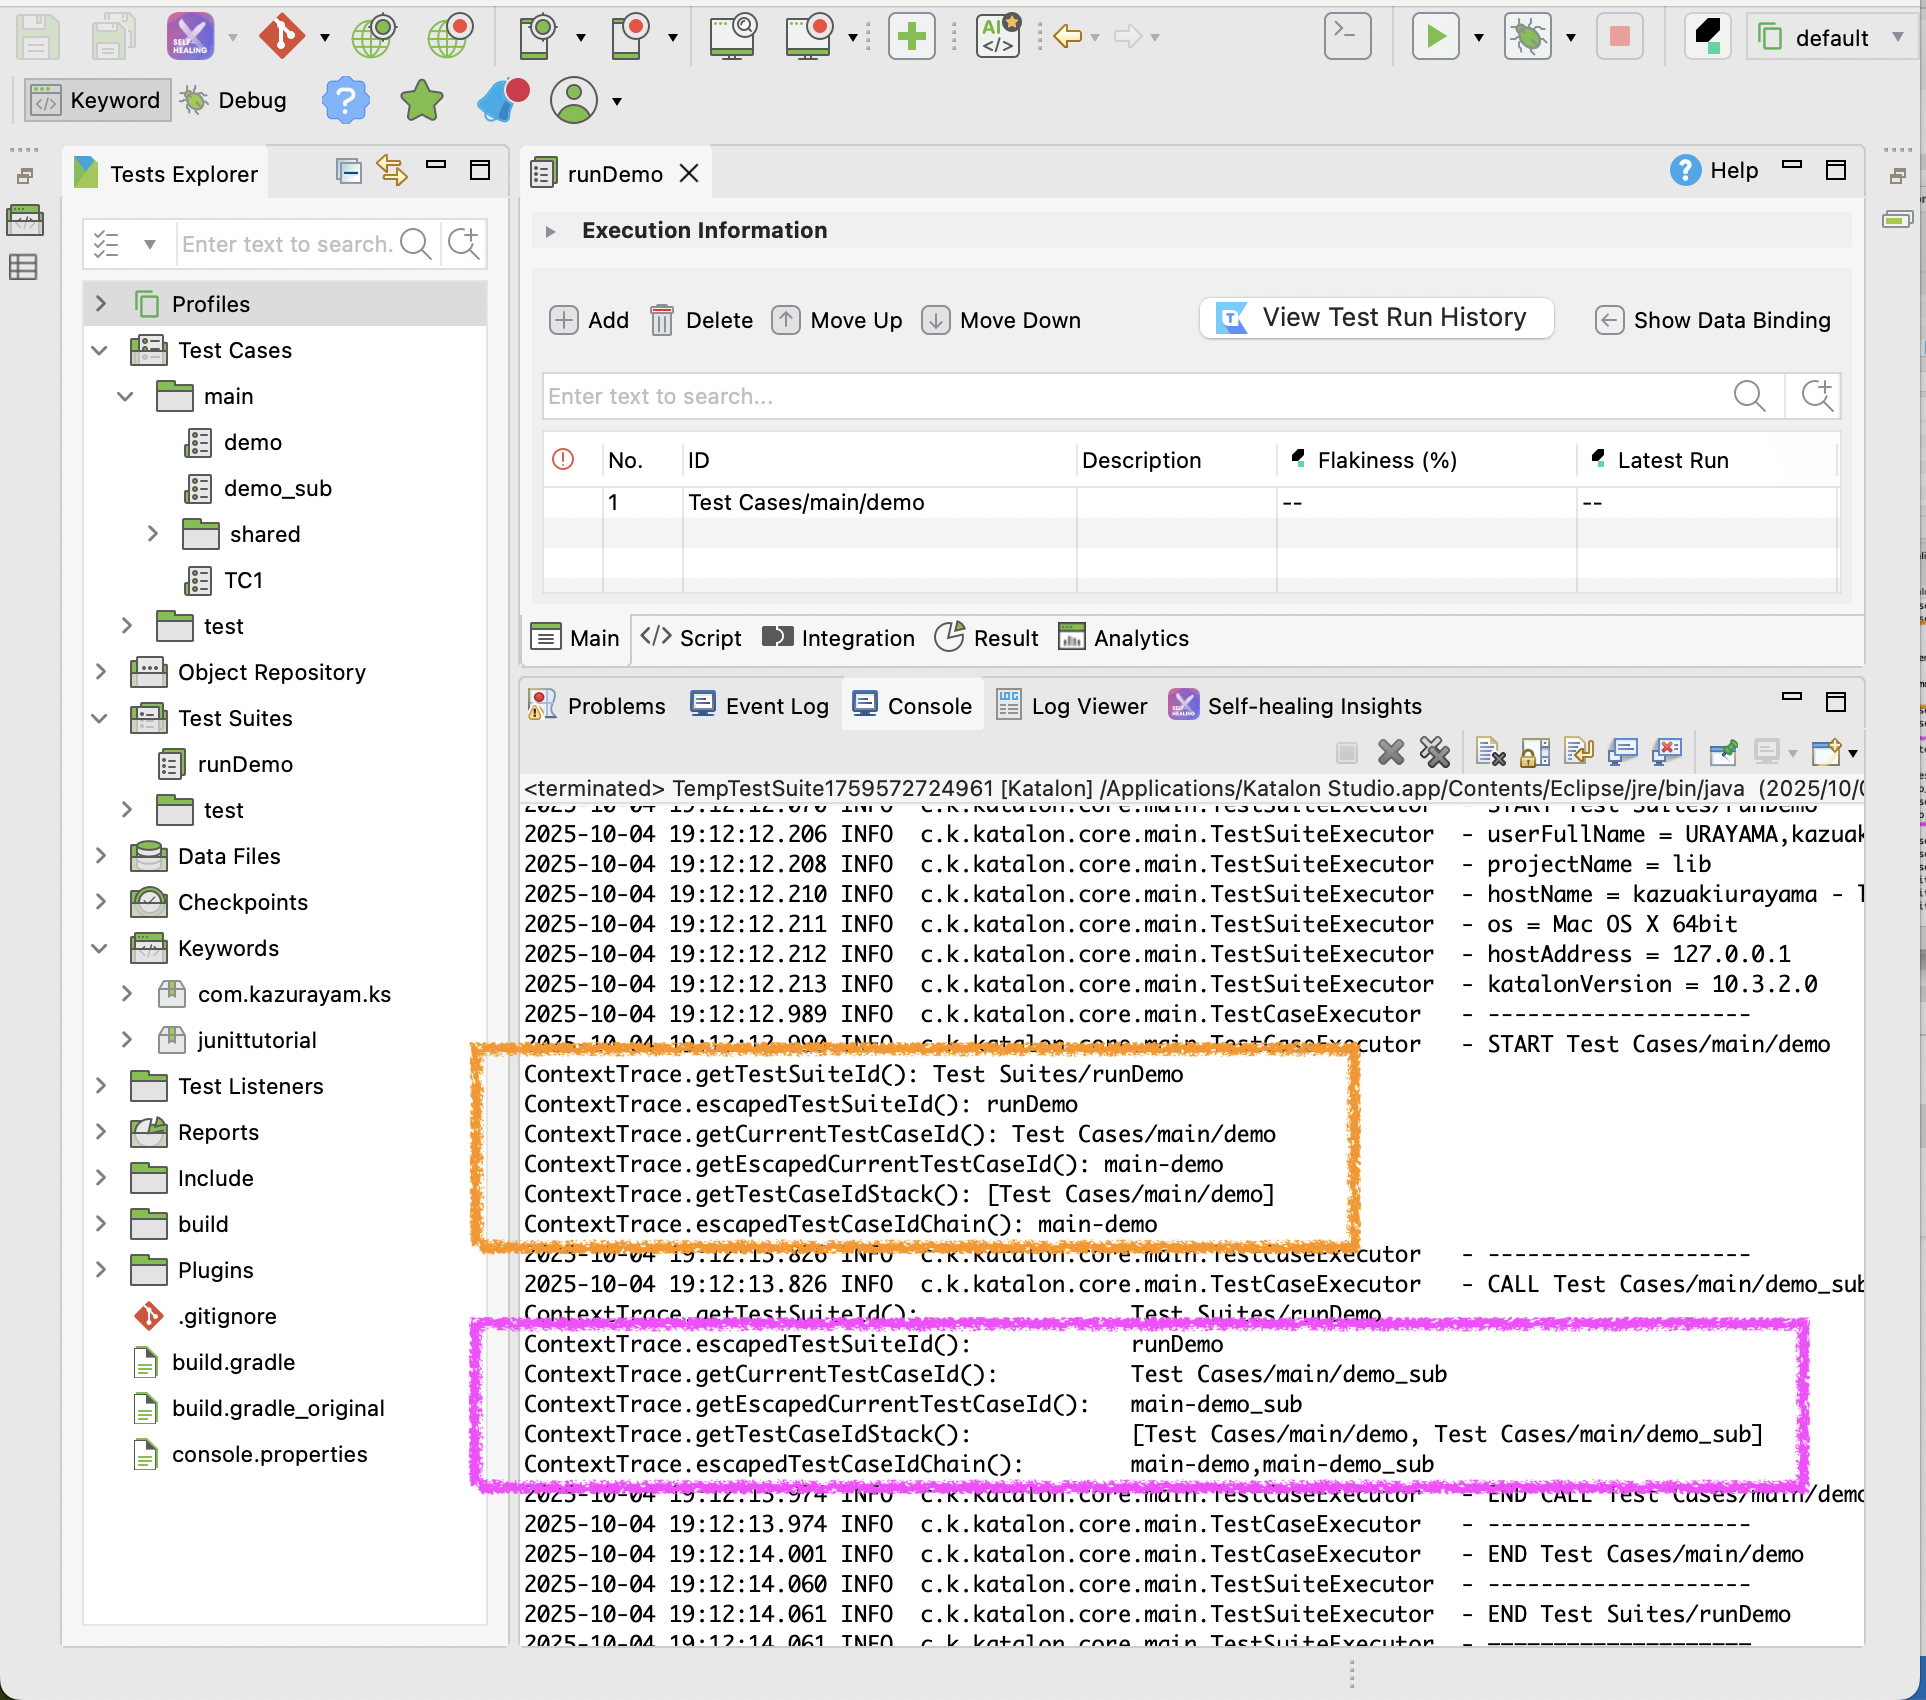 SELF-HEALING
AI
default
Keyword
Debug
Tests Explorer
Enter text to search.
Profiles
Test Cases
main
demo
demo_sub
shared
TC1
test
Object Repository
Test Suites
runDemo
test
Data Files
Checkpoints
Keywords
com.kazurayam.ks
junittutorial
Test Listeners
Reports
Include
build
Plugins
.gitignore
build.gradle
build.gradle_original
console.properties
runDemo
Help
Execution Information
Add
Delete
Move Up
Move Down
View Test Run History
Show Data Binding
Enter text to search...
No. ID Description Flakiness (%) Latest Run
1 Test Cases/main/demo -- --
Main
Script
Integration
Result
Analytics
Problems
Event Log
Console
Log Viewer
Self-healing Insights
<terminated> TempTestSuite1759572724961 [Katalon] /Applications/Katalon Studio.app/Contents/Eclipse/jre/bin/java (2025/10/0
2025-10-04 19:12:12.070 INFO c.k.katalon.core.main.TestSuiteExecutor - START Test Suites/runDemo
2025-10-04 19:12:12.206 INFO c.k.katalon.core.main.TestSuiteExecutor - userFullName = URAYAMA,kazuak
2025-10-04 19:12:12.208 INFO c.k.katalon.core.main.TestSuiteExecutor - projectName = lib
2025-10-04 19:12:12.210 INFO c.k.katalon.core.main.TestSuiteExecutor - hostName = kazuakiurayama -
2025-10-04 19:12:12.211 INFO c.k.katalon.core.main.TestSuiteExecutor - os = Mac OS X 64bit
2025-10-04 19:12:12.212 INFO c.k.katalon.core.main.TestSuiteExecutor - hostAddress = 127.0.0.1
2025-10-04 19:12:12.213 INFO c.k.katalon.core.main.TestSuiteExecutor - katalonVersion = 10.3.2.0
2025-10-04 19:12:12.989 INFO c.k.katalon.core.main.TestCaseExecutor - --------------------
2025-10-04 19:12:12.990 INFO c.k.katalon.core.main.TestCaseExecutor - START Test Cases/main/demo
ContextTrace.getTestSuiteId(): Test Suites/runDemo
ContextTrace.escapedTestSuiteId(): runDemo
ContextTrace.getCurrentTestCaseId(): Test Cases/main/demo
ContextTrace.getEscapedCurrentTestCaseId(): main-demo
ContextTrace.getTestCaseIdStack(): [Test Cases/main/demo]
ContextTrace.escapedTestCaseIdChain(): main-demo
2025-10-04 19:12:13.826 INFO c.k.katalon.core.main.TestCaseExecutor - --------------------
2025-10-04 19:12:13.826 INFO c.k.katalon.core.main.TestCaseExecutor - CALL Test Cases/main/demo_sub
ContextTrace.getTestSuiteId(): Test Suites/runDemo
ContextTrace.escapedTestSuiteId(): runDemo
ContextTrace.getCurrentTestCaseId(): Test Cases/main/demo_sub
ContextTrace.getEscapedCurrentTestCaseId(): main-demo_sub
ContextTrace.getTestCaseIdStack(): [Test Cases/main/demo, Test Cases/main/demo_sub]
ContextTrace.escapedTestCaseIdChain(): main-demo,main-demo_sub
2025-10-04 19:12:13.974 INFO c.k.katalon.core.main.TestCaseExecutor - END CALL Test Cases/main/demo
2025-10-04 19:12:13.974 INFO c.k.katalon.core.main.TestCaseExecutor - --------------------
2025-10-04 19:12:14.001 INFO c.k.katalon.core.main.TestCaseExecutor - END Test Cases/main/demo
2025-10-04 19:12:14.060 INFO c.k.katalon.core.main.TestSuiteExecutor - --------------------
2025-10-04 19:12:14.061 INFO c.k.katalon.core.main.TestSuiteExecutor - END Test Suites/runDemo
2025-10-04 19:12:14.061 INFO c.k.katalon.core.main.TestSuiteExecutor - --------------------